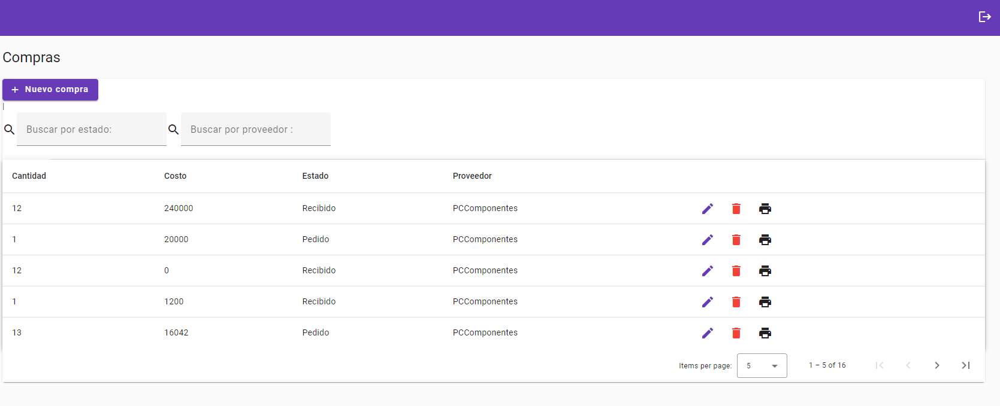 Compras
+ Nuevo compra
Buscar por estado: Buscar por proveedor :
Cantidad Costo Estado Proveedor
12 240000 Recibido PCComponentes
1 20000 Pedido PCComponentes
12 0 Recibido PCComponentes
1 1200 Recibido PCComponentes
13 16042 Pedido PCComponentes
Items per page: 5 1 – 5 of 16